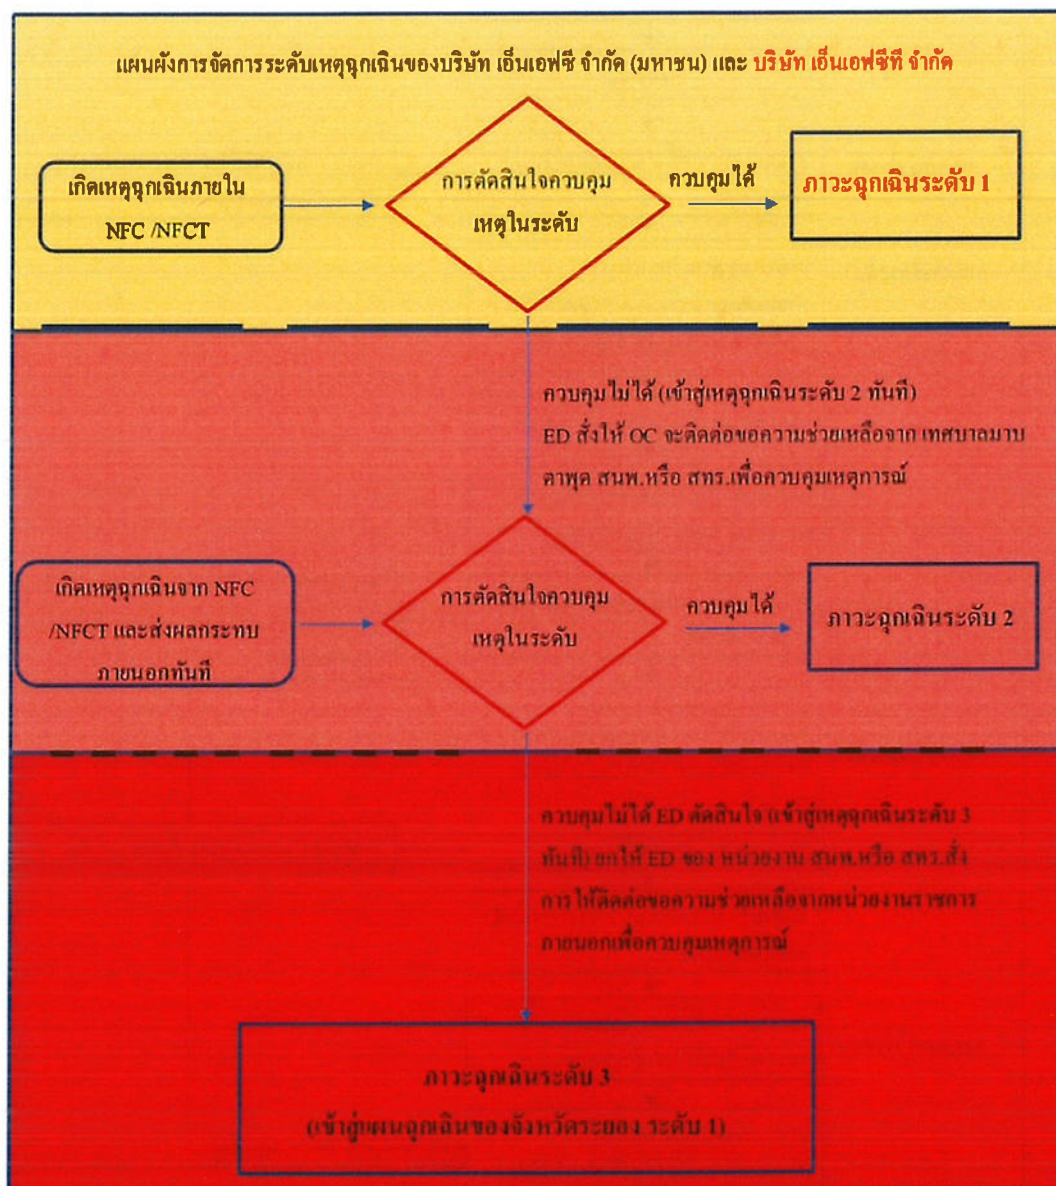 แผนผังการจัดการระดับเหตุฉุกเฉินของบริษัท เอ็นเอฟซี จำกัด (มหาชน) และ บริษัท เอ็นเอฟซีที จำกัด
เกิดเหตุฉุกเฉินภายใน
NFC /NFCT
การตัดสินใจควบคุม
เหตุในระดับ
ควบคุมได้
ภาวะฉุกเฉินระดับ 1
ควบคุมไม่ได้ (เข้าสู่เหตุฉุกเฉินระดับ 2 ทันที)
ED สั่งให้ OC จะติดต่อขอความช่วยเหลือจาก เทศบาลมาบ
ตาพุด สนพ.หรือ สทร.เพื่อควบคุมเหตุการณ์
เกิดเหตุฉุกเฉินจาก NFC
/NFCT และส่งผลกระทบ
ภายนอกทันที
การตัดสินใจควบคุม
เหตุในระดับ
ควบคุมได้
ภาวะฉุกเฉินระดับ 2
ควบคุมไม่ได้ ED ตัดสินใจ (เข้าสู่เหตุฉุกเฉินระดับ 3
ทันที) ยกให้ ED ของ หน่วยงาน สนพ.หรือ สทร.สั่ง
การให้ติดต่อขอความช่วยเหลือจากหน่วยงานราชการ
ภายนอกเพื่อควบคุมเหตุการณ์
ภาวะฉุกเฉินระดับ 3
(เข้าสู่แผนฉุกเฉินของจังหวัดระยอง ระดับ 1)